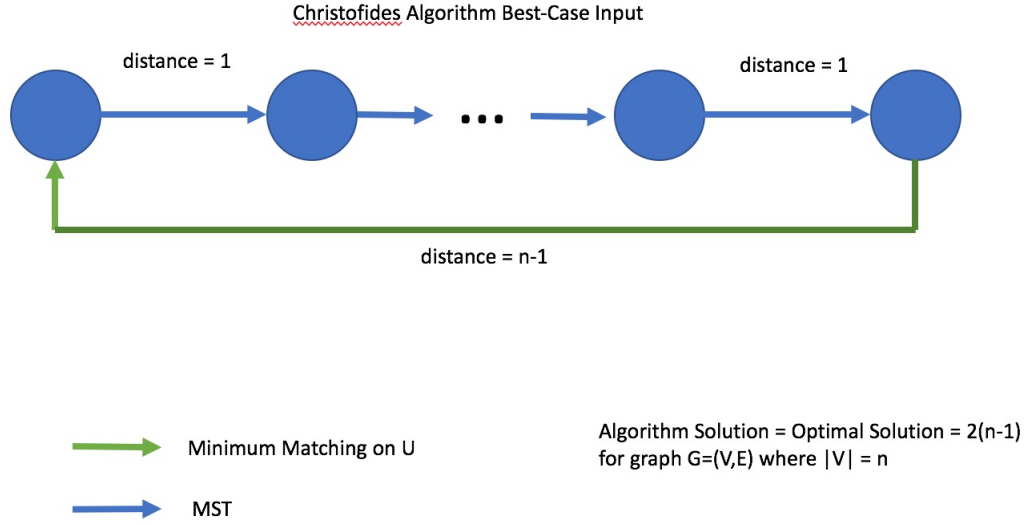 Christofides Algorithm Best-Case Input
distance = 1
distance = 1
...
distance = n-1
Minimum Matching on U
MST
Algorithm Solution = Optimal Solution = 2(n-1)
for graph G=(V,E) where |V| = n